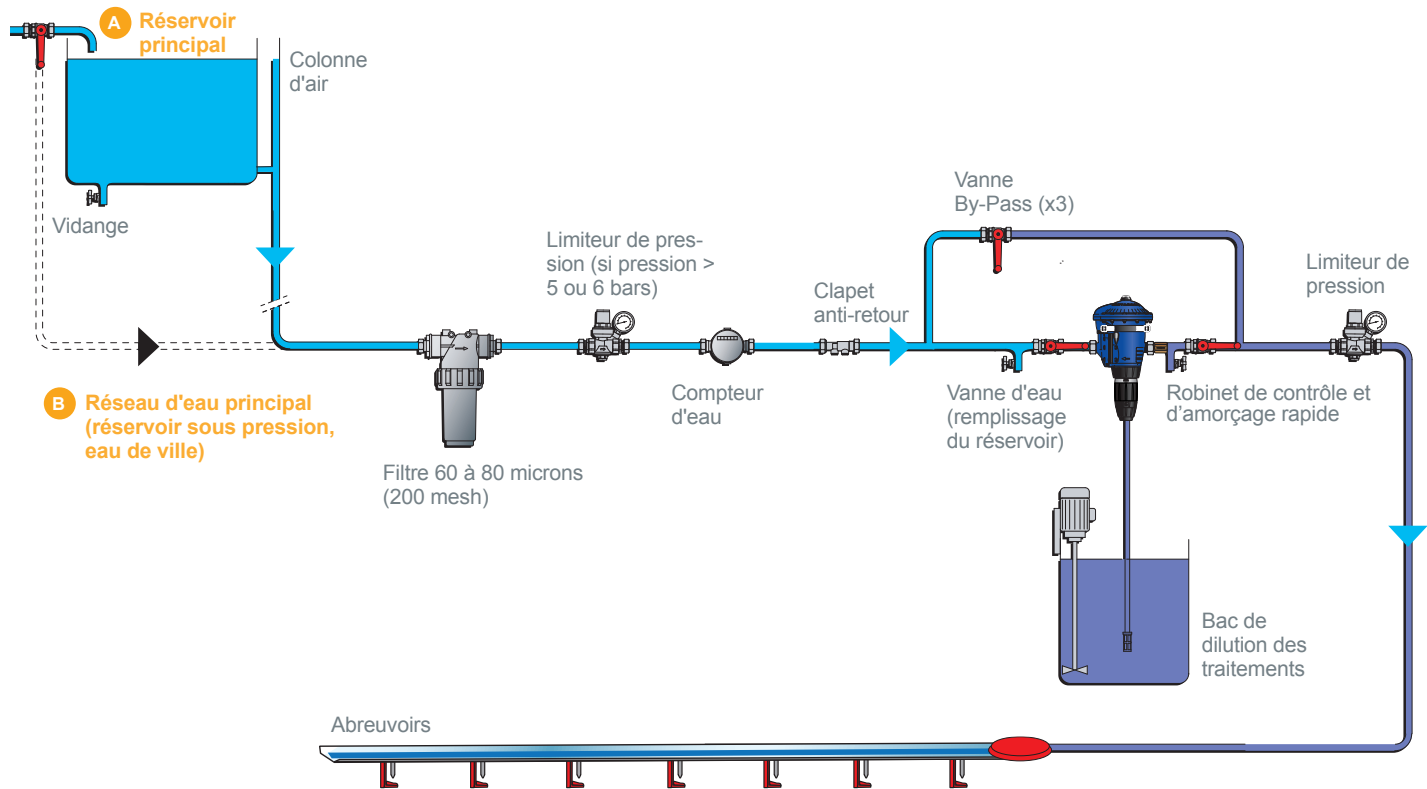 A Réservoir
principal
Colonne
d'air
Vidange
Vanne
By-Pass (x3)
Limiteur de pres-
sion (si pression >
5 ou 6 bars)
Limiteur de
pression
Clapet
anti-retour
B Réseau d'eau principal
(réservoir sous pression,
eau de ville)
Compteur
d'eau
Vanne d'eau
(remplissage
du réservoir)
Robinet de contrôle et
d'amorçage rapide
Filtre 60 à 80 microns
(200 mesh)
Bac de
dilution des
traitements
Abreuvoirs